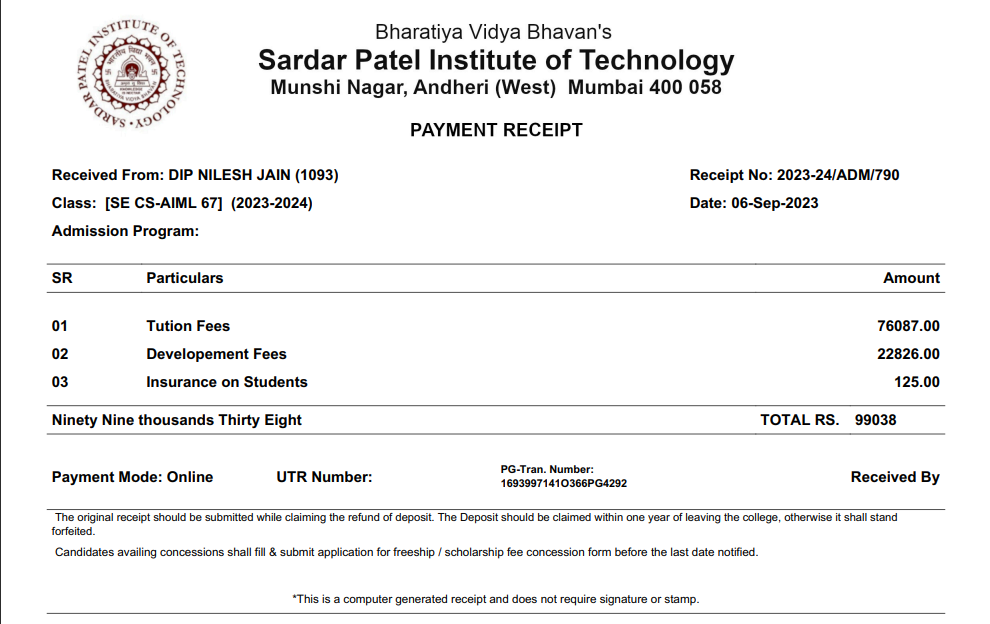 SARDAR PATEL INSTITUTE OF TECHNOLOGY
Bharatiya Vidya Bhavan's
Sardar Patel Institute of Technology
Munshi Nagar, Andheri (West) Mumbai 400 058
PAYMENT RECEIPT
Received From: DIP NILESH JAIN (1093) Receipt No: 2023-24/ADM/790
Class: [SE CS-AIML 67] (2023-2024) Date: 06-Sep-2023
Admission Program:
SR Particulars Amount
01 Tution Fees 76087.00
02 Developement Fees 22826.00
03 Insurance on Students 125.00
Ninety Nine thousands Thirty Eight TOTAL RS. 99038
Payment Mode: Online UTR Number: PG-Tran. Number: Received By
1693997141O366PG4292
The original receipt should be submitted while claiming the refund of deposit. The Deposit should be claimed within one year of leaving the college, otherwise it shall stand
forfeited.
Candidates availing concessions shall fill & submit application for freeship / scholarship fee concession form before the last date notified.
*This is a computer generated receipt and does not require signature or stamp.